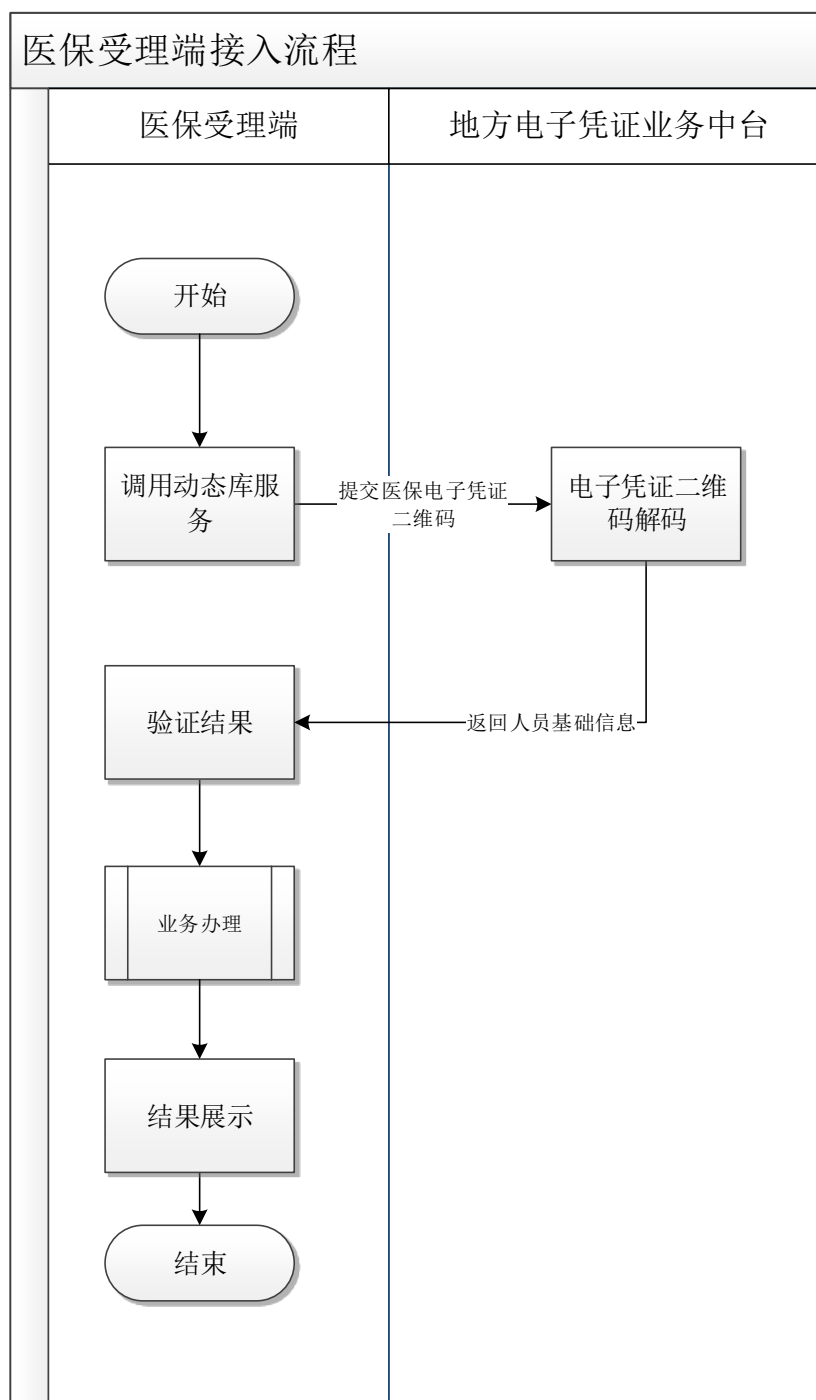 医保受理端接入流程
医保受理端
地方电子凭证业务中台
开始
调用动态库服
务
提交医保电子凭证
二维码
电子凭证二维
码解码
验证结果
返回人员基础信息
业务办理
结果展示
结束